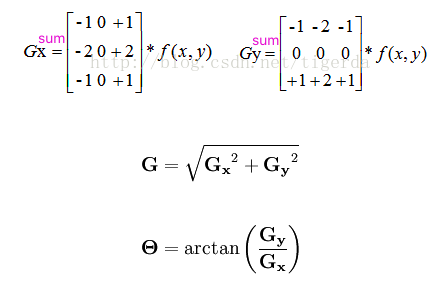 sum sum
Gx = [ -1 0 +1 ; -2 0 + 2 ; -1 0 +1 ] * f(x, y) Gy = [ -1 -2 -1 ; 0 0 0 ; +1 +2 +1 ] * f(x, y)
http://blog.csdn.net/tigerda
G = √(Gx² + Gy²)
Θ = arctan (Gy / Gx)